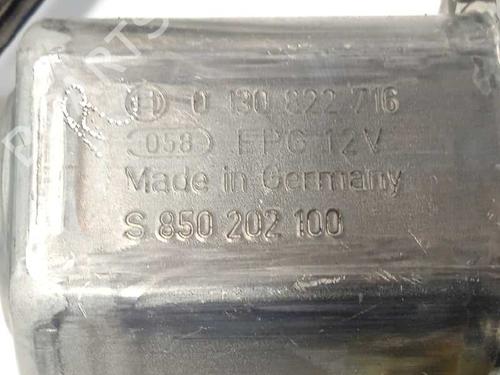 0 130 822 716
058 EPG 12V
Made in Germany
S 850 202 100